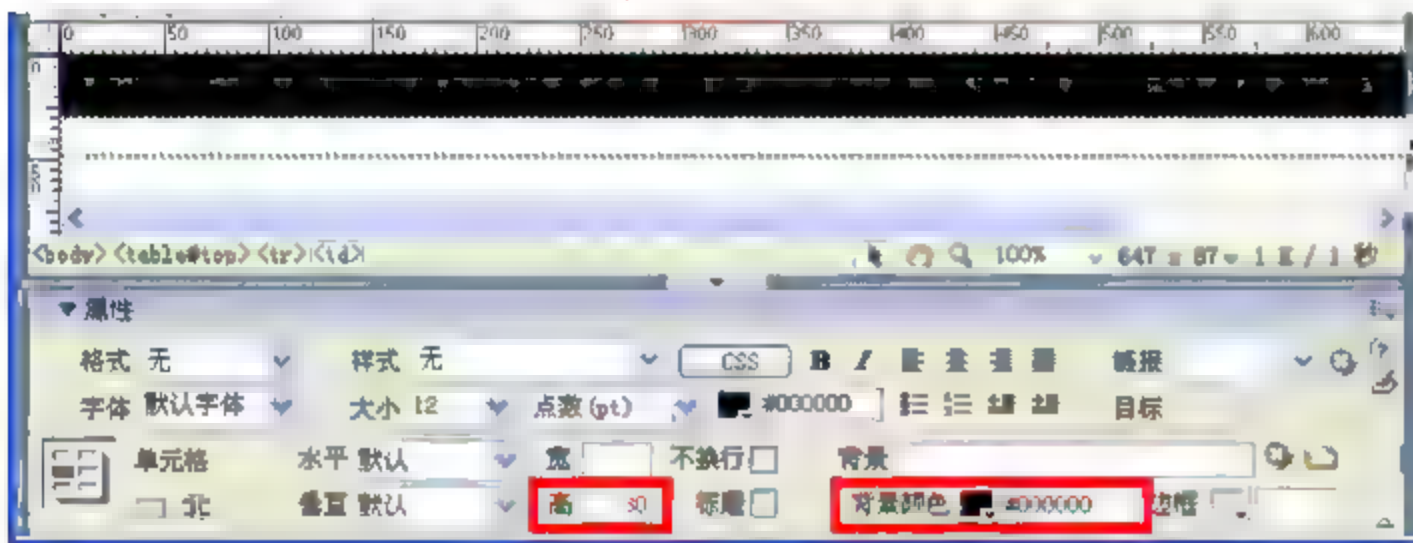 0 50 100 150 200 250 300 350 400 450 500 550 600
<body> <table#top> <tr> <td> 100% 647 x 87 1 K / 1 秒
属性
格式 无 样式 无 CSS B I 链接
字体 默认字体 大小 12 点数(pt) #000000 目标
单元格 水平 默认 宽 不换行 背景
垂直 默认 高 30 标题 背景颜色 #000000 边框